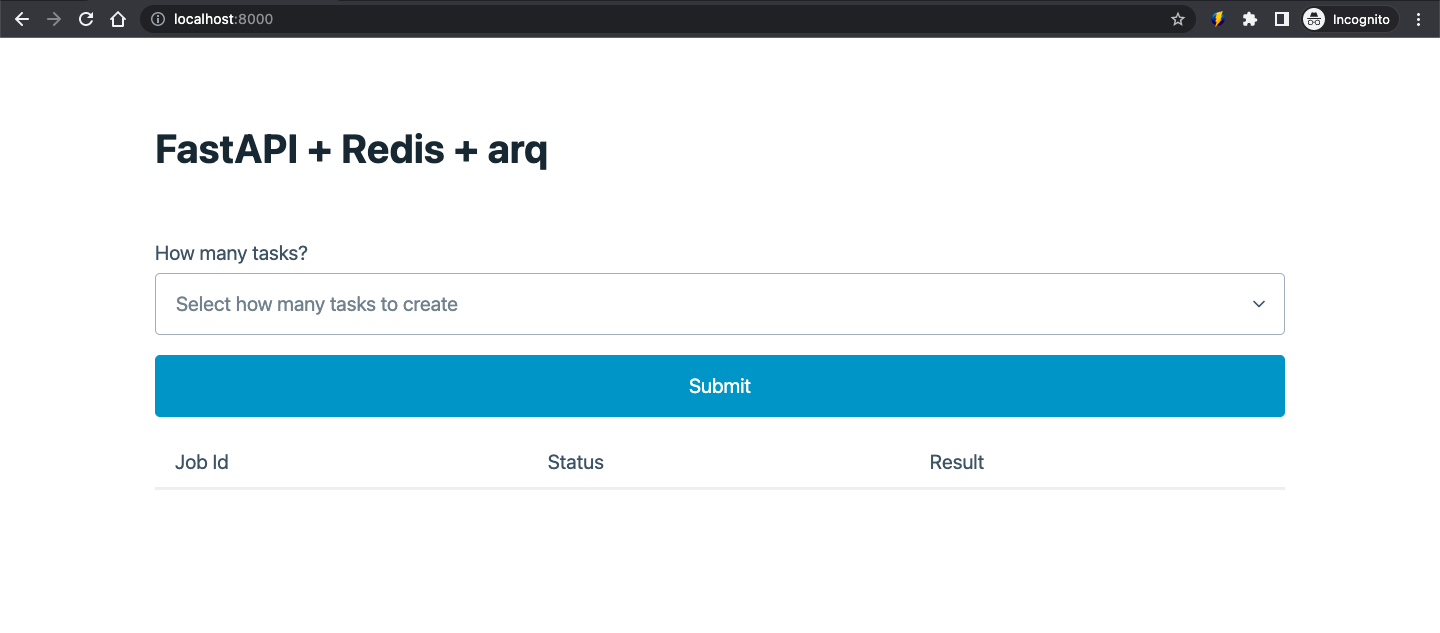 localhost:8000
Incognito
FastAPI + Redis + arq
How many tasks?
Select how many tasks to create
Submit
Job Id Status Result